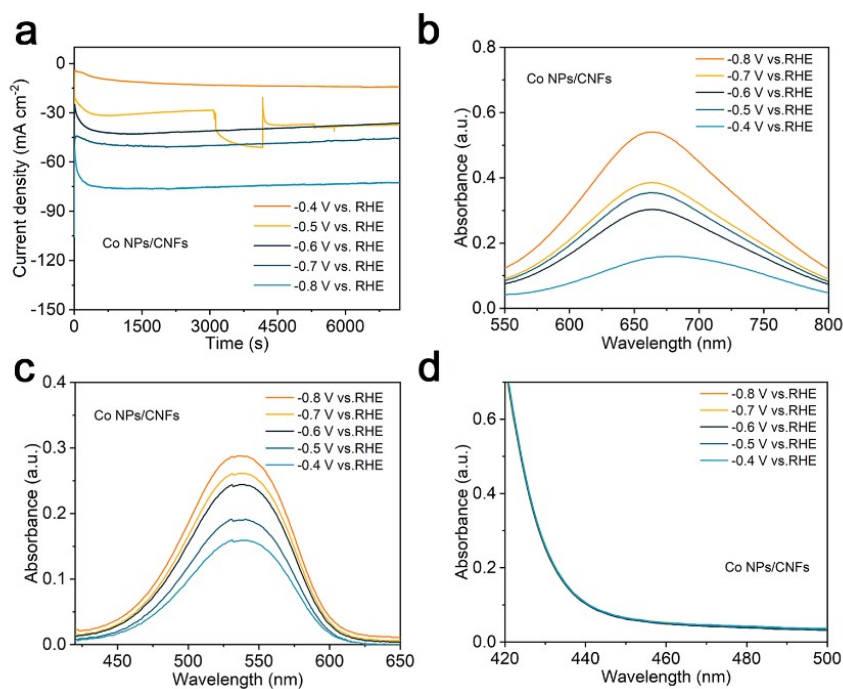 a
0
-30
-60
-90
-120
-150
Current density (mA cm⁻²)
-0.4 V vs. RHE
-0.5 V vs. RHE
-0.6 V vs. RHE
-0.7 V vs. RHE
-0.8 V vs. RHE
Co NPs/CNFs
0 1500 3000 4500 6000
Time (s)
b
0.8
0.6
0.4
0.2
0.0
Absorbance (a.u.)
Co NPs/CNFs
-0.8 V vs.RHE
-0.7 V vs.RHE
-0.6 V vs.RHE
-0.5 V vs.RHE
-0.4 V vs.RHE
550 600 650 700 750 800
Wavelength (nm)
c
0.4
0.3
0.2
0.1
0.0
Absorbance (a.u.)
Co NPs/CNFs
-0.8 V vs.RHE
-0.7 V vs.RHE
-0.6 V vs.RHE
-0.5 V vs.RHE
-0.4 V vs.RHE
450 500 550 600 650
Wavelength (nm)
d
0.6
0.4
0.2
0.0
Absorbance (a.u.)
-0.8 V vs.RHE
-0.7 V vs.RHE
-0.6 V vs.RHE
-0.5 V vs.RHE
-0.4 V vs.RHE
Co NPs/CNFs
420 440 460 480 500
Wavelength (nm)